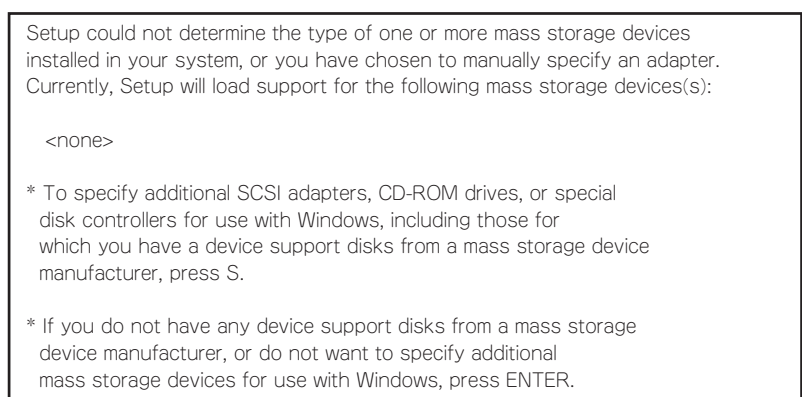 Setup could not determine the type of one or more mass storage devices
installed in your system, or you have chosen to manually specify an adapter.
Currently, Setup will load support for the following mass storage devices(s):
<none>
* To specify additional SCSI adapters, CD-ROM drives, or special
disk controllers for use with Windows, including those for
which you have a device support disks from a mass storage device
manufacturer, press S.
* If you do not have any device support disks from a mass storage
device manufacturer, or do not want to specify additional
mass storage devices for use with Windows, press ENTER.